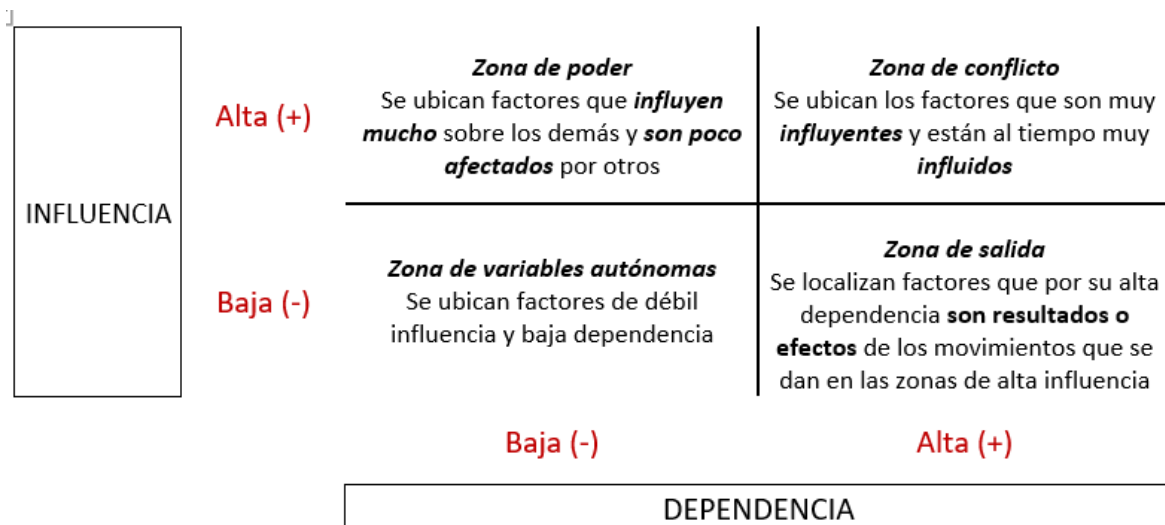 Zona de poder
Se ubican factores que influyen
mucho sobre los demás y son poco
afectados por otros
Zona de conflicto
Se ubican los factores que son muy
influyentes y están al tiempo muy
influidos
Alta (+)
INFLUENCIA
Zona de variables autónomas
Se ubican factores de débil
influencia y baja dependencia
Zona de salida
Se localizan factores que por su alta
dependencia son resultados o
efectos de los movimientos que se
dan en las zonas de alta influencia
Baja (-)
Baja (-)
Alta (+)
DEPENDENCIA